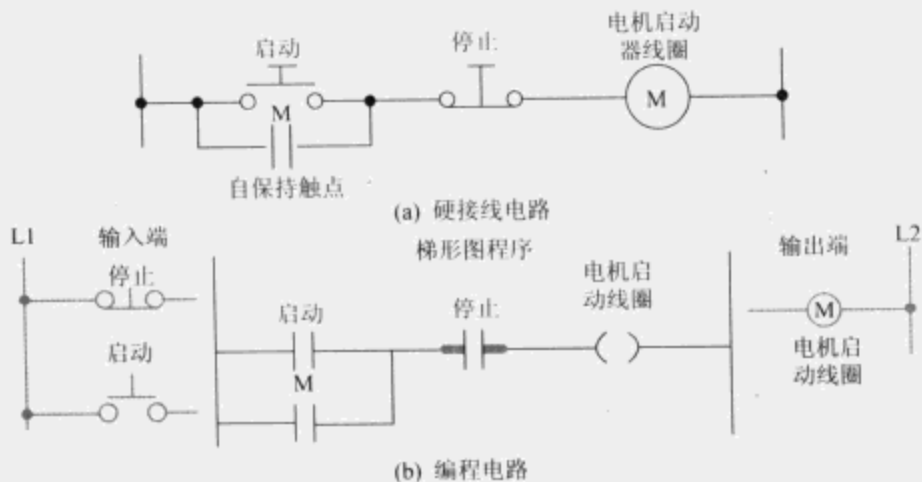 启动
停止
电机启动
器线圈
M
M
自保持触点
(a) 硬接线电路
L1
输入端
梯形图程序
输出端
L2
停止
启动
停止
电机启
动线圈
M
电机启
动线圈
启动
M
(b) 编程电路